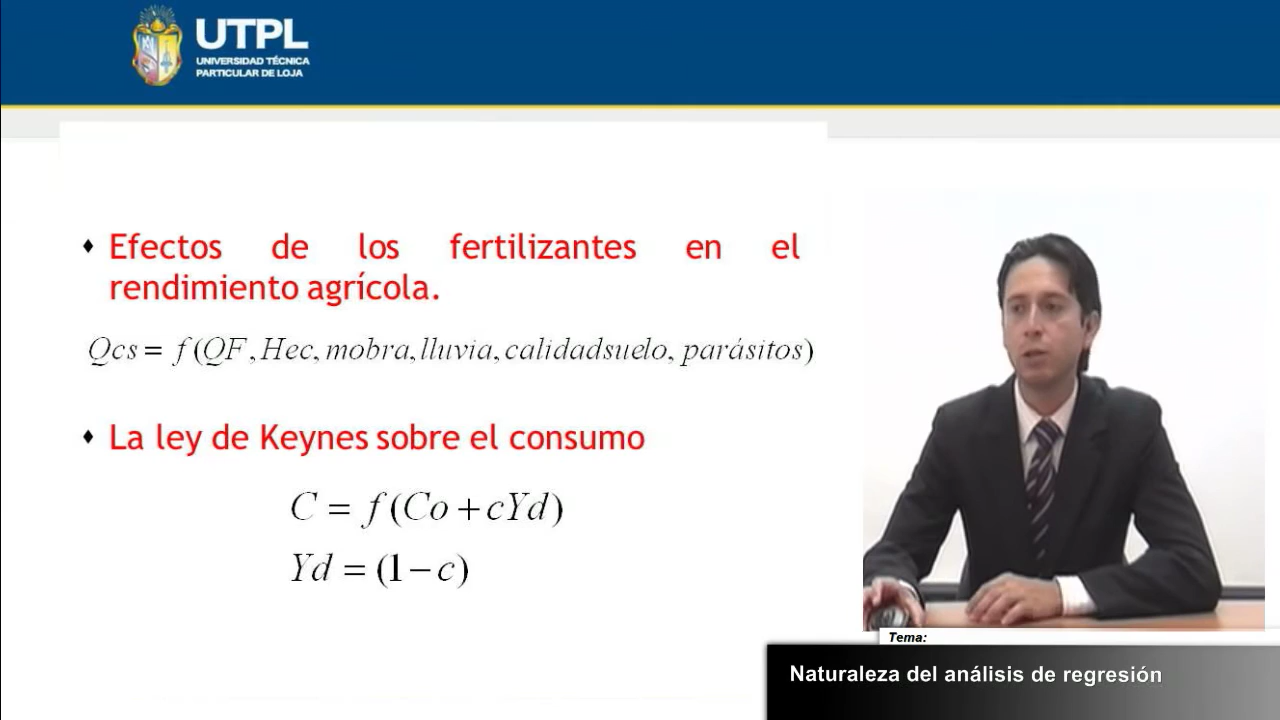 UTPL
UNIVERSIDAD TÉCNICA
PARTICULAR DE LOJA
Efectos de los fertilizantes en el
rendimiento agrícola.
Qcs = f(QF, Hec, mobra, lluvia, calidadsuelo, parásitos)
La ley de Keynes sobre el consumo
C = f(Co + cYd)
Yd = (1 − c)
Tema:
Naturaleza del análisis de regresión